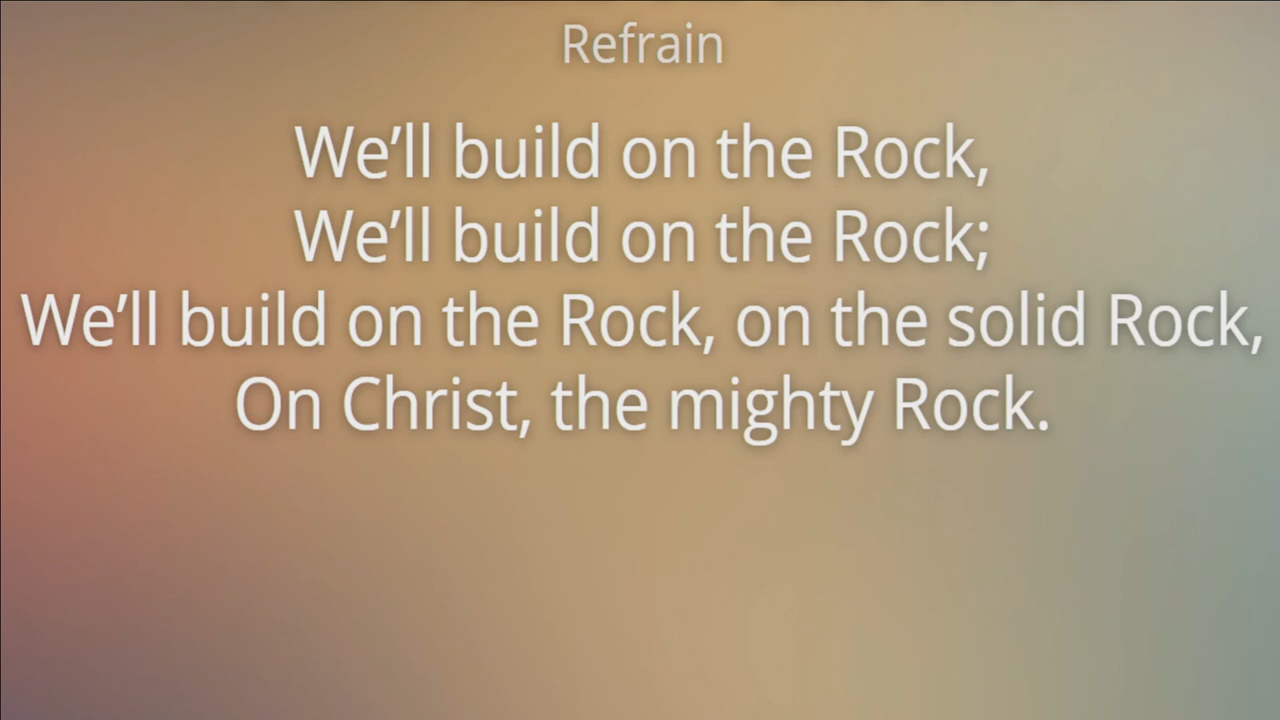 Refrain
We’ll build on the Rock,
We’ll build on the Rock;
We’ll build on the Rock, on the solid Rock,
On Christ, the mighty Rock.